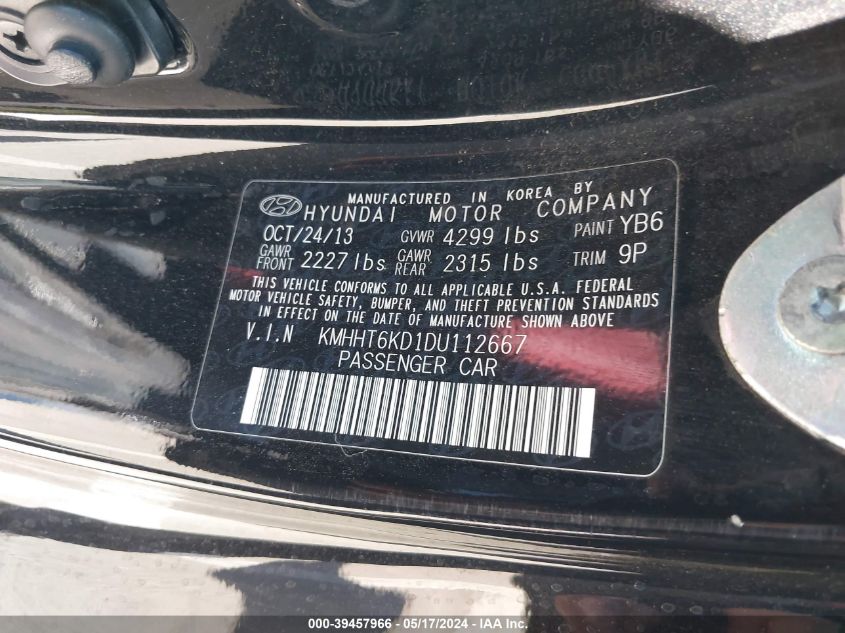 MANUFACTURED IN KOREA BY
HYUNDAI MOTOR COMPANY
OCT/24/13 GVWR 4299 lbs PAINT YB6
GAWR FRONT 2227 lbs GAWR REAR 2315 lbs TRIM 9P
THIS VEHICLE CONFORMS TO ALL APPLICABLE U.S.A. FEDERAL
MOTOR VEHICLE SAFETY, BUMPER, AND THEFT PREVENTION STANDARDS
IN EFFECT ON THE DATE OF MANUFACTURE SHOWN ABOVE
V.I.N KMHHT6KD1DU112667
PASSENGER CAR
000-39457966 - 05/17/2024 - © IAA Inc.